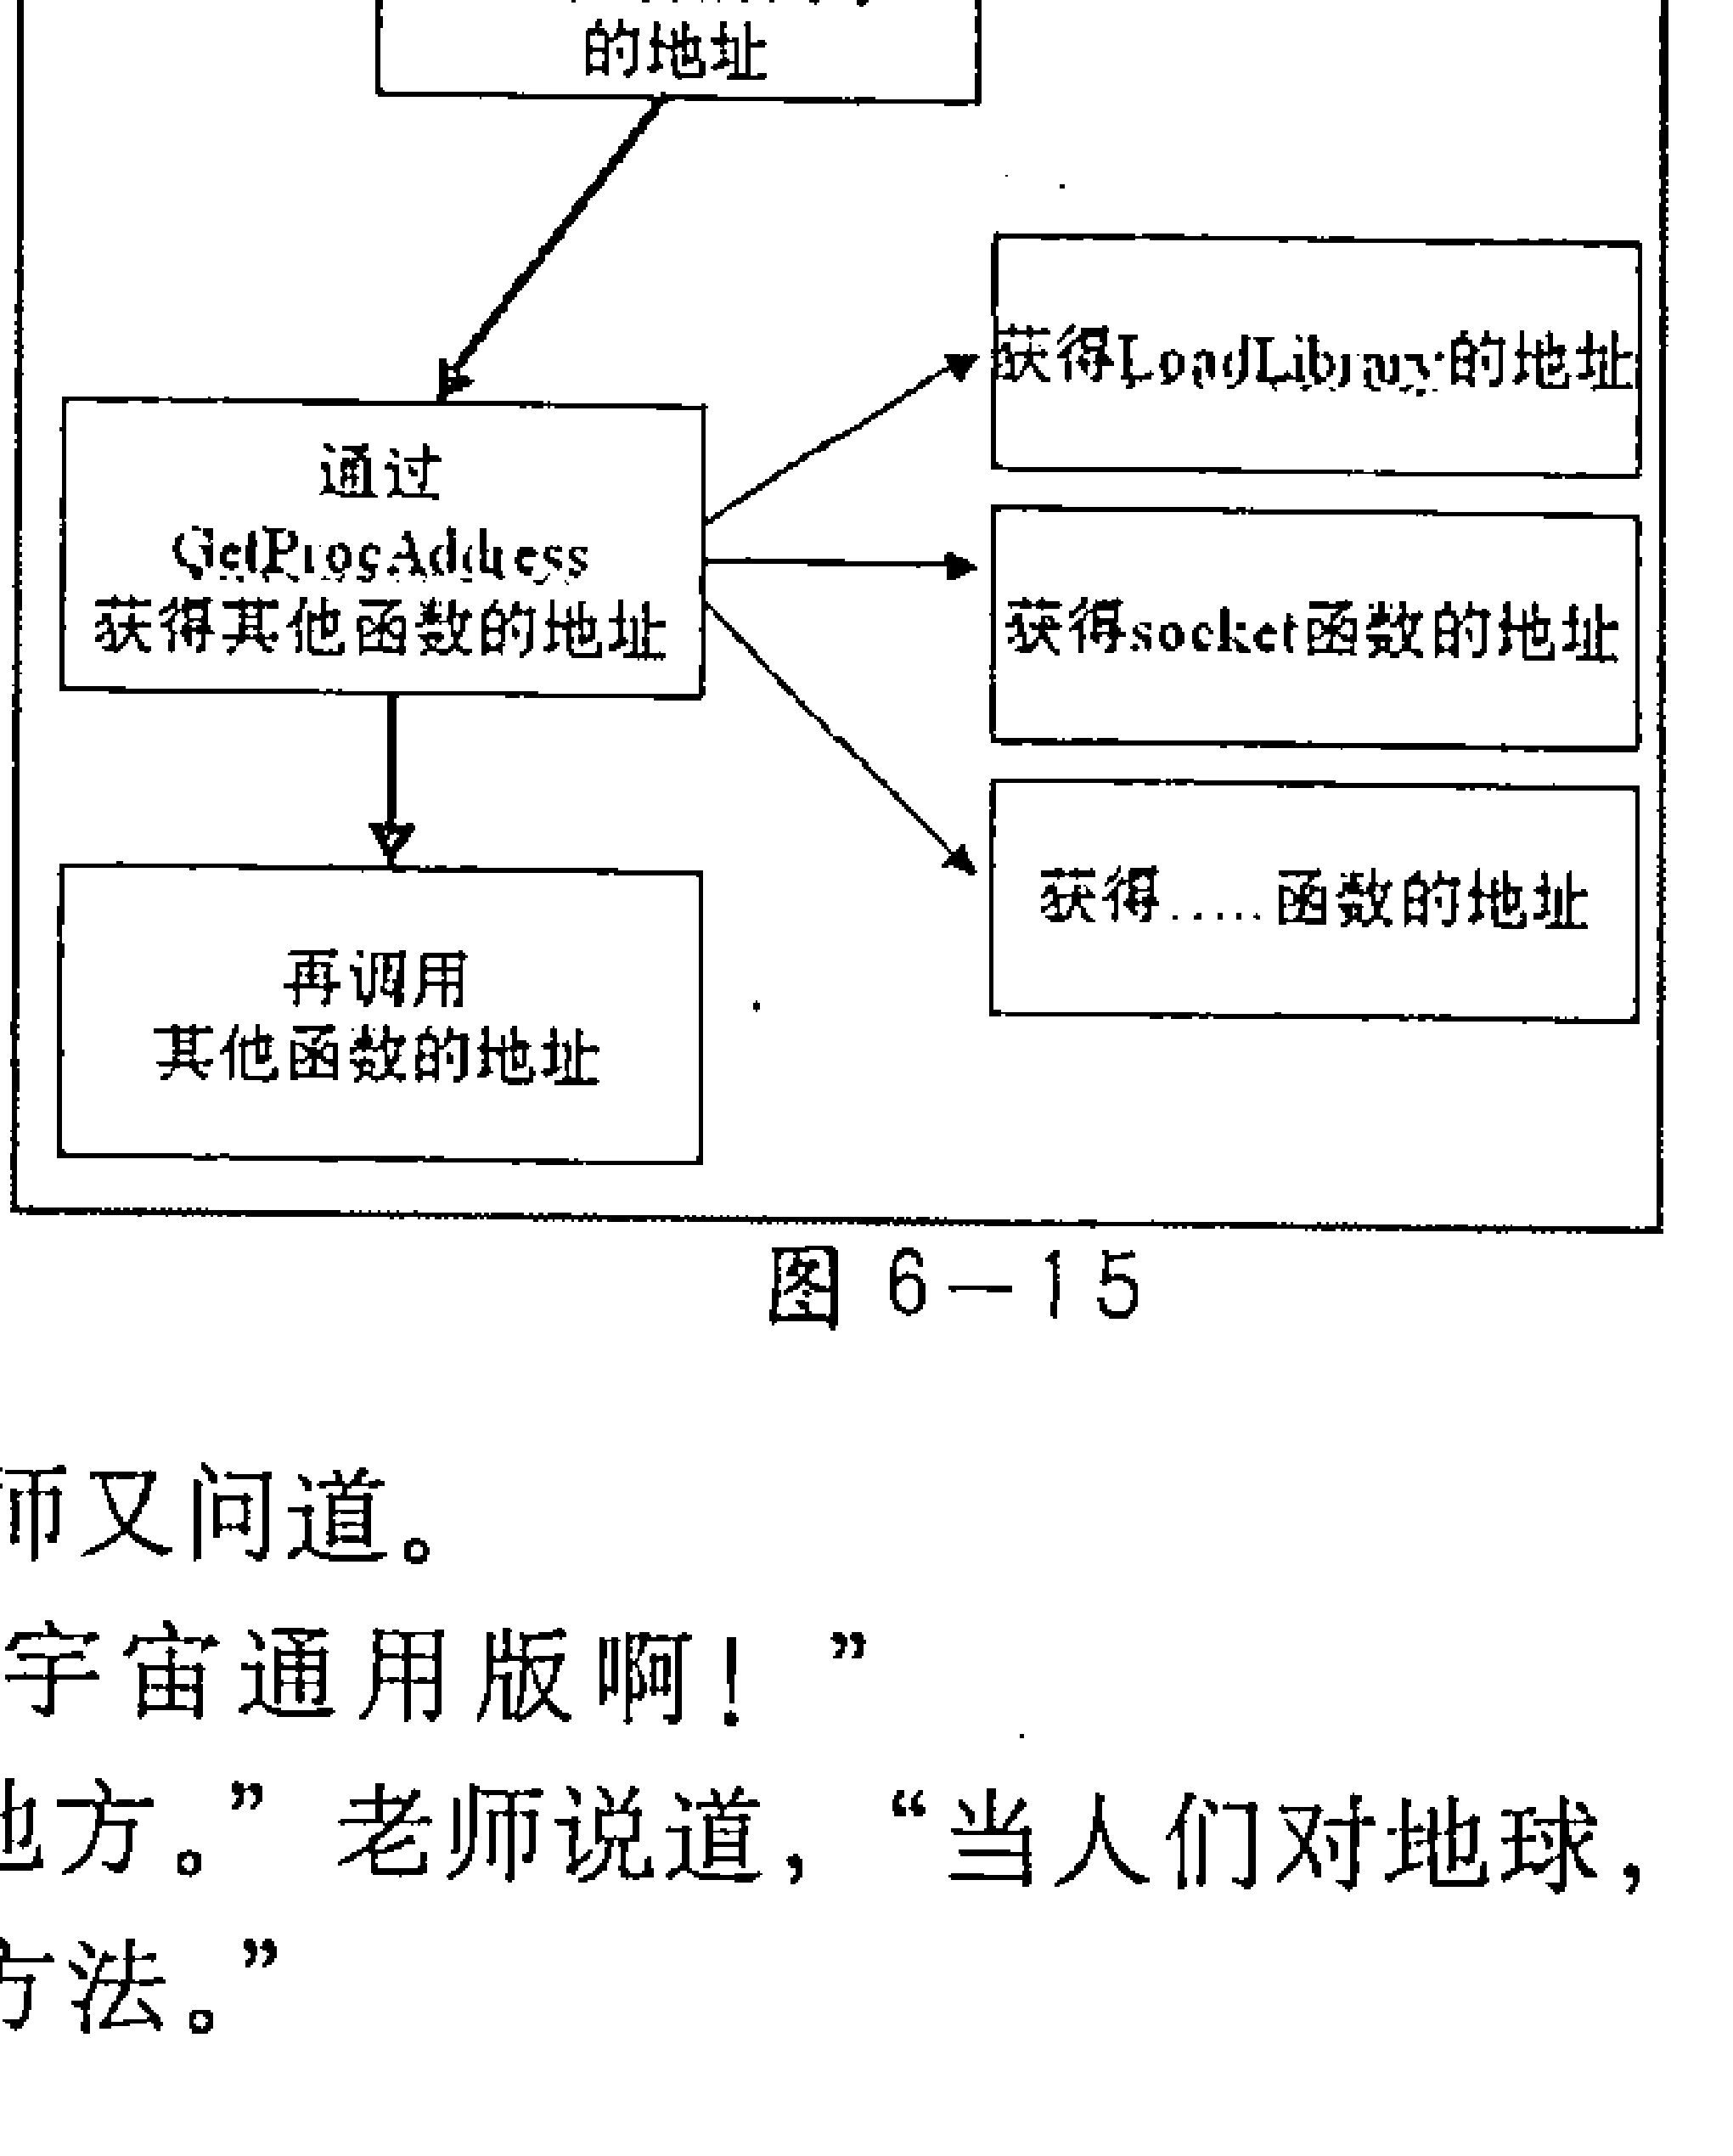 的地址
获得LoadLibrary的地址
通过
GetProcAddress
获得其他函数的地址
获得socket函数的地址
获得.....函数的地址
再调用
其他函数的地址
图 6-15
师又问道。
宇宙通用版啊！”
地方。”老师说道，“当人们对地球，
方法。”